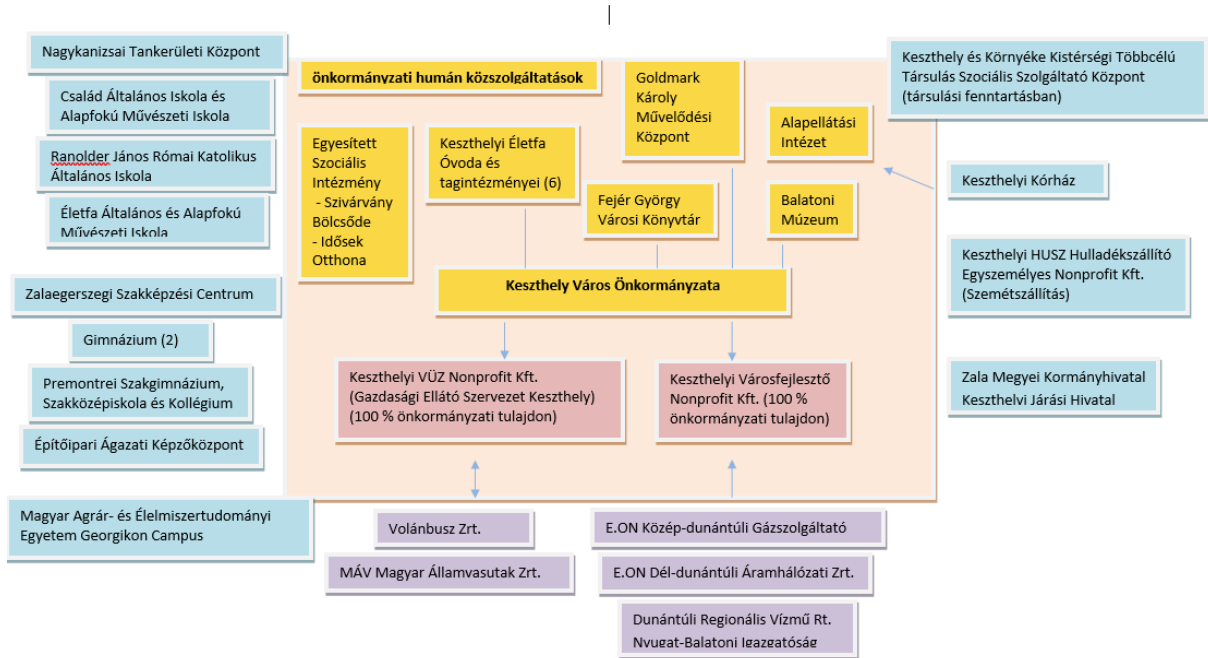 Nagykanizsai Tankerületi Központ
Család Általános Iskola és
Alapfokú Művészeti Iskola
Ranolder János Római Katolikus
Általános Iskola
Életfa Általános és Alapfokú
Művészeti Iskola
Zalaegerszegi Szakképzési Centrum
Gimnázium (2)
Premontrei Szakgimnázium,
Szakközépiskola és Kollégium
Építőipari Ágazati Képzőközpont
Magyar Agrár- és Élelmiszertudományi
Egyetem Georgikon Campus
önkormányzati humán közszolgáltatások
Egyesített
Szociális
Intézmény
- Szivárvány
Bölcsőde
- Idősek
Otthona
Keszthelyi Életfa
Óvoda és
tagintézményei (6)
Goldmark
Károly
Művelődési
Központ
Fejér György
Városi Könyvtár
Alapellátási
Intézet
Balatoni
Múzeum
Keszthely Város Önkormányzata
Keszthelyi VÜZ Nonprofit Kft.
(Gazdasági Ellátó Szervezet Keszthely)
(100 % önkormányzati tulajdon)
Keszthelyi Városfejlesztő
Nonprofit Kft. (100 %
önkormányzati tulajdon)
Volánbusz Zrt.
MÁV Magyar Államvasutak Zrt.
E.ON Közép-dunántúli Gázszolgáltató
E.ON Dél-dunántúli Áramhálózati Zrt.
Dunántúli Regionális Vízmű Rt.
Nyugat-Balatoni Igazgatóság
Keszthely és Környéke Kistérségi Többcélú
Társulás Szociális Szolgáltató Központ
(társulási fenntartásban)
Keszthelyi Kórház
Keszthelyi HUSZ Hulladékszállító
Egyszemélyes Nonprofit Kft.
(Szemétszállítás)
Zala Megyei Kormányhivatal
Keszthelyi Járási Hivatal